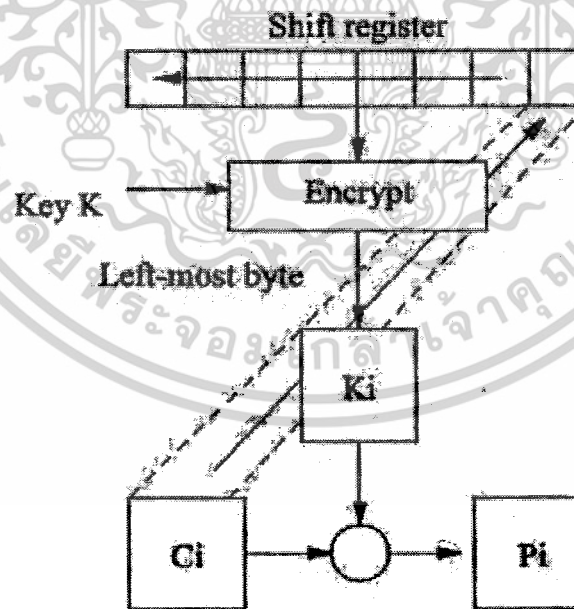 Shift register
Key K
Encrypt
Left-most byte
Ki
Ci
Pi